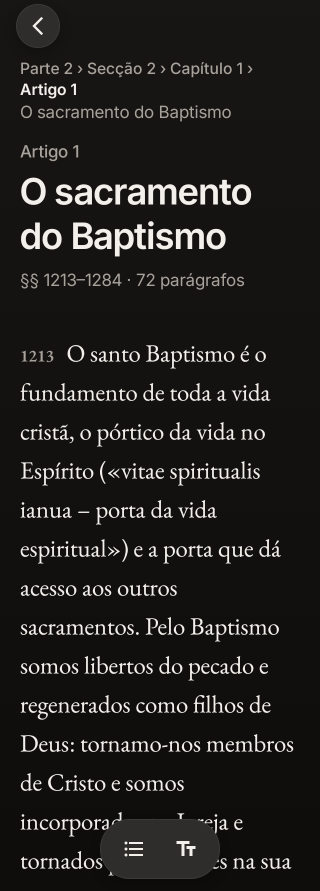 Parte 2 › Secção 2 › Capítulo 1 ›
Artigo 1
O sacramento do Baptismo
Artigo 1
O sacramento
do Baptismo
§§ 1213–1284 · 72 parágrafos
1213 O santo Baptismo é o
fundamento de toda a vida
cristã, o pórtico da vida no
Espírito («vitae spiritualis
ianua – porta da vida
espiritual») e a porta que dá
acesso aos outros
sacramentos. Pelo Baptismo
somos libertos do pecado e
regenerados como filhos de
Deus: tornamo-nos membros
de Cristo e somos
e
tornados na sua